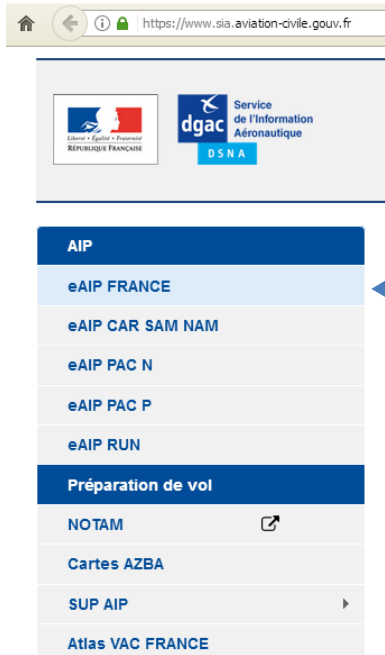 https://www.sia.aviation-civile.gouv.fr
Liberté • Égalité • Fraternité
RÉPUBLIQUE FRANÇAISE
dgac
Service
de l'Information
Aéronautique
DSNA
AIP
eAIP FRANCE
eAIP CAR SAM NAM
eAIP PAC N
eAIP PAC P
eAIP RUN
Préparation de vol
NOTAM
Cartes AZBA
SUP AIP
Atlas VAC FRANCE